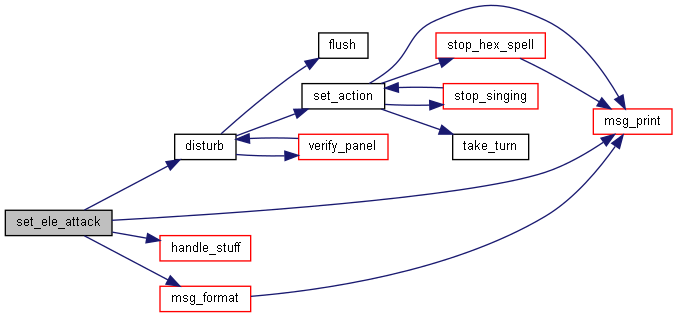 flush
stop_hex_spell
set_action
stop_singing
msg_print
disturb
verify_panel
take_turn
set_ele_attack
handle_stuff
msg_format